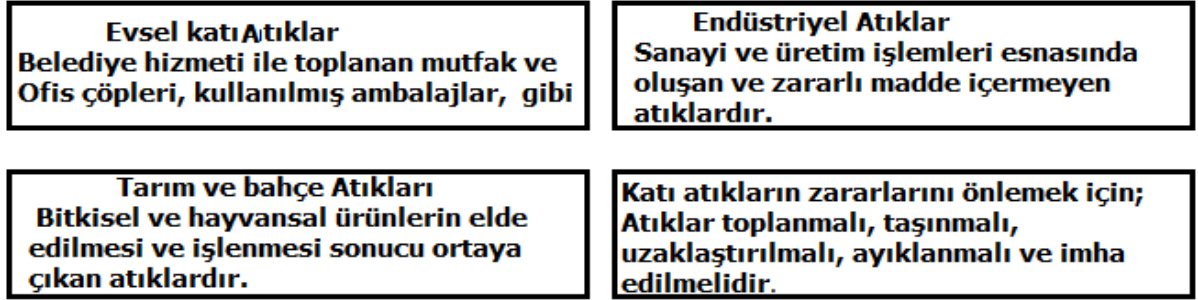 Evsel katı Atıklar
Belediye hizmeti ile toplanan mutfak ve
Ofis çöpleri, kullanılmış ambalajlar, gibi
Endüstriyel Atıklar
Sanayi ve üretim işlemleri esnasında
oluşan ve zararlı madde içermeyen
atıklardır.
Tarım ve bahçe Atıkları
Bitkisel ve hayvansal ürünlerin elde
edilmesi ve işlenmesi sonucu ortaya
çıkan atıklardır.
Katı atıkların zararlarını önlemek için;
Atıklar toplanmalı, taşınmalı,
uzaklaştırılmalı, ayıklanmalı ve imha
edilmelidir.